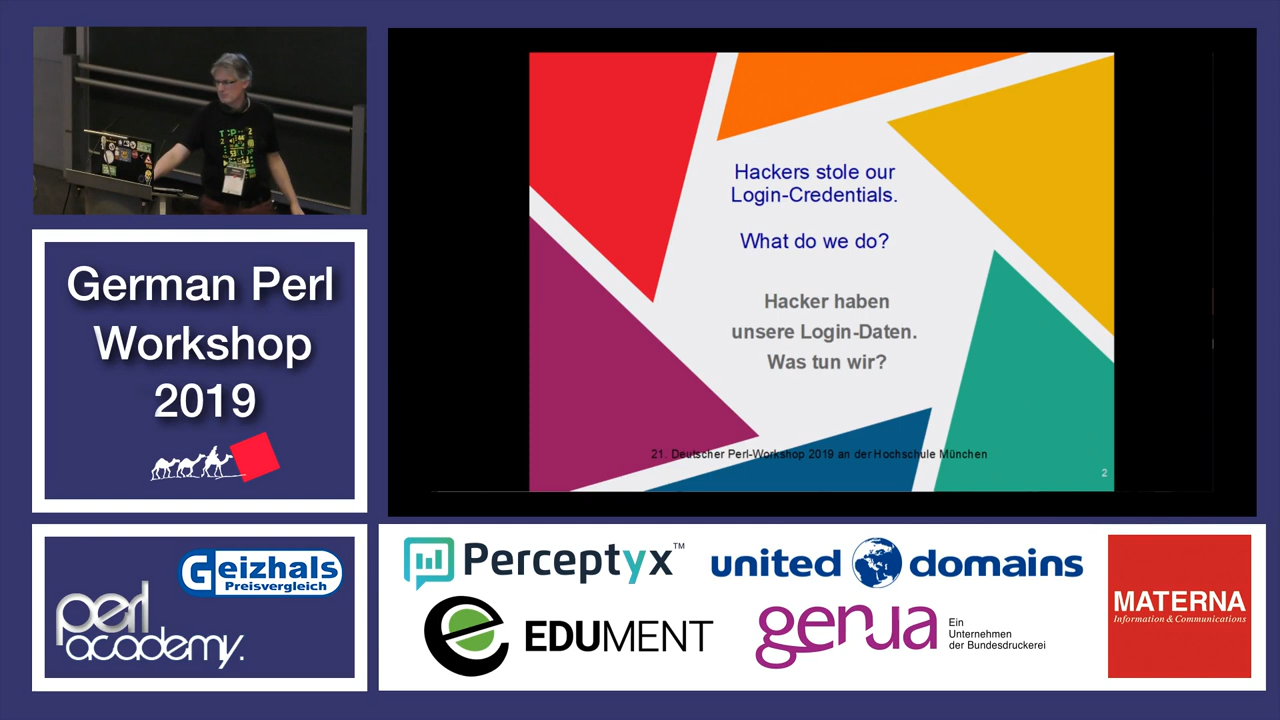 German Perl
Workshop
2019
Hackers stole our
Login-Credentials.
What do we do?
Hacker haben
unsere Login-Daten.
Was tun wir?
21. Deutscher Perl-Workshop 2019 an der Hochschule München
2
Geizhals
Preisvergleich
perl
academy.
Perceptyx™
united domains
MATERNA
Information & Communications
EDUMENT
genua
Ein
Unternehmen
der Bundesdruckerei